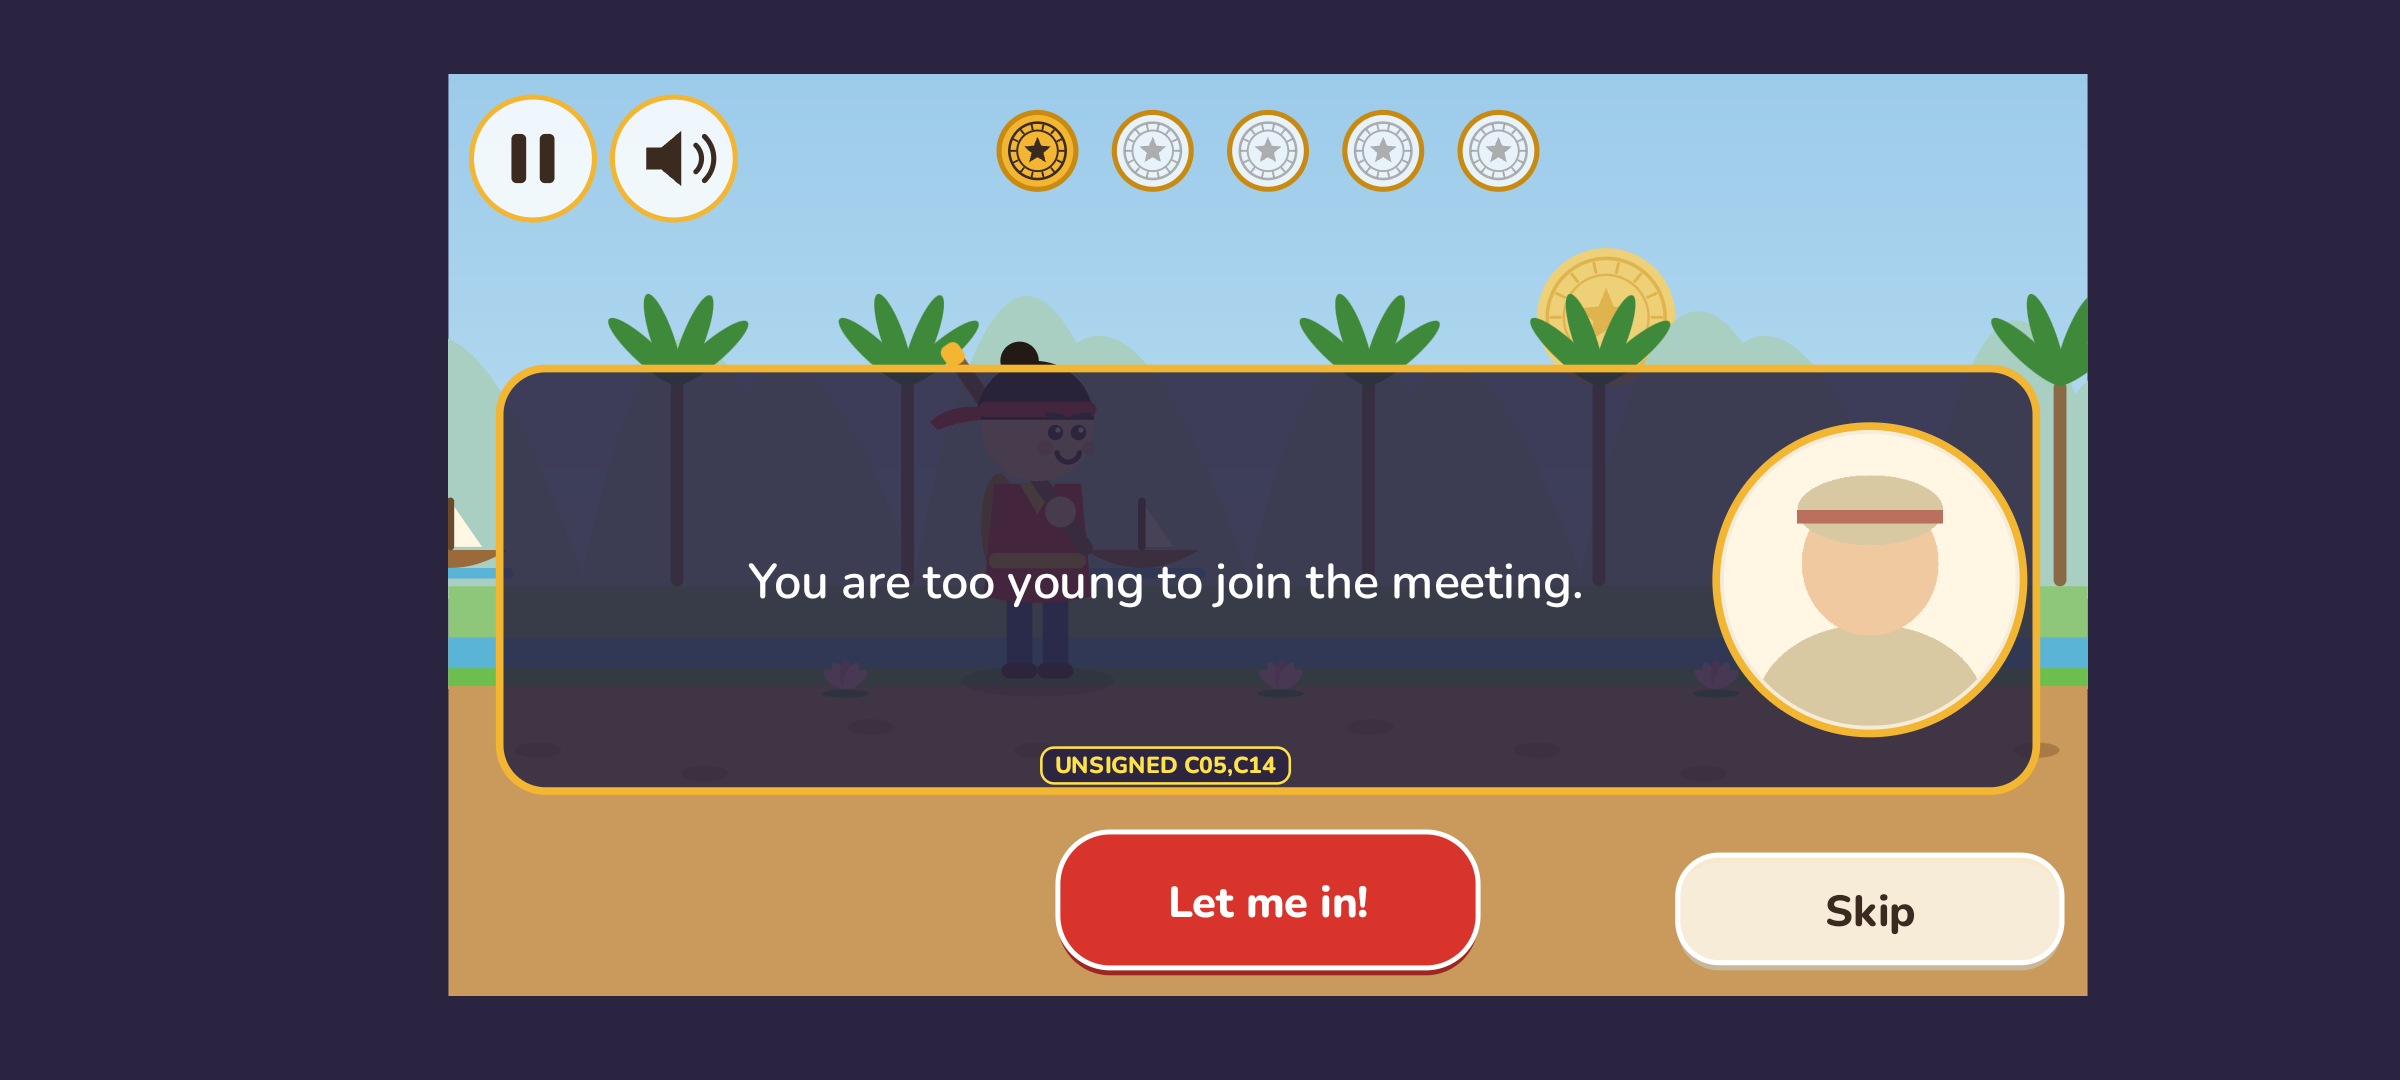 You are too young to join the meeting.
UNSIGNED C05,C14
Let me in!
Skip